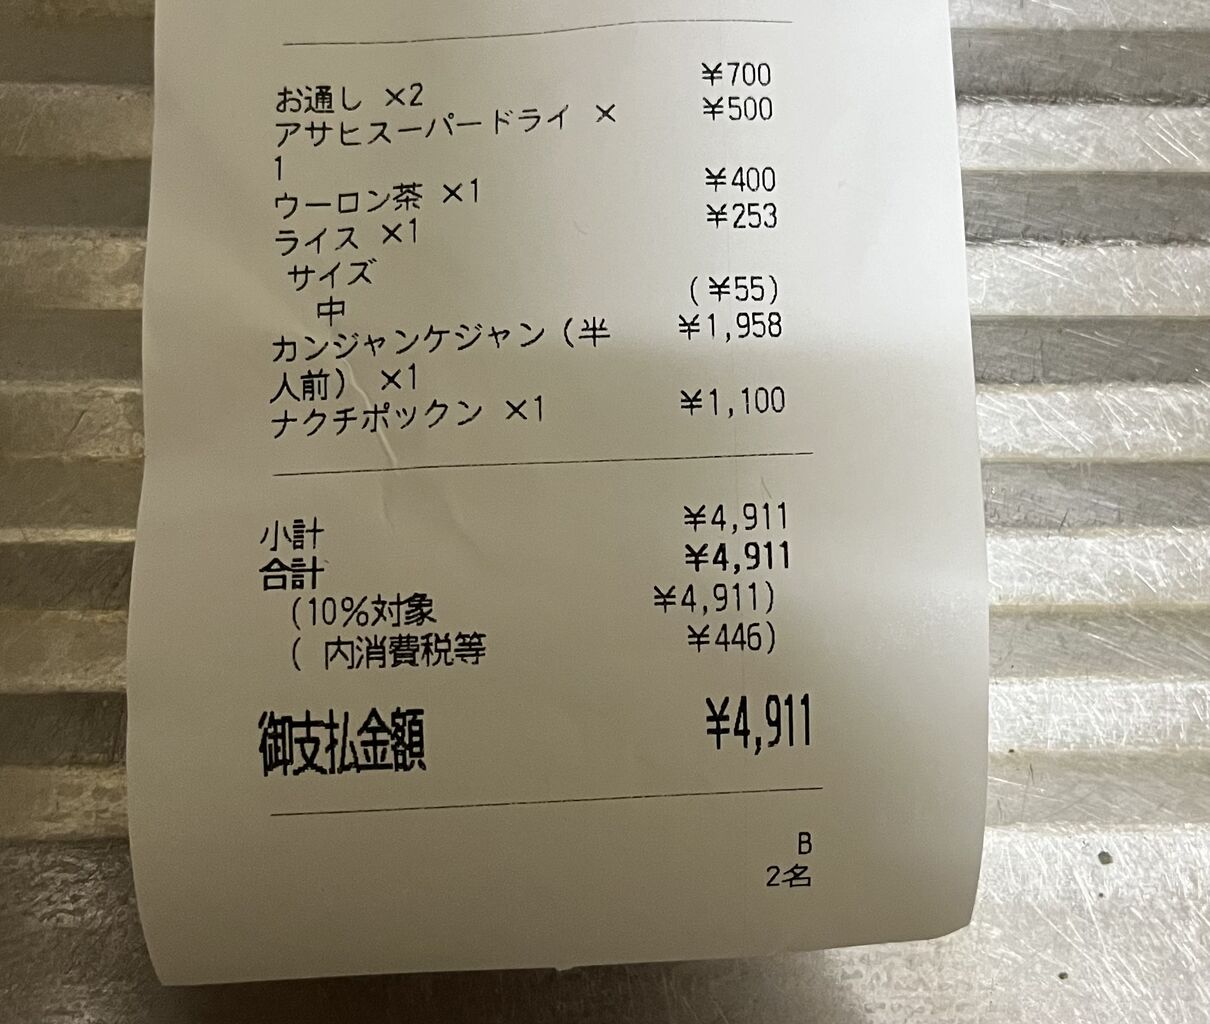 お通し ×2 ¥700
アサヒスーパードライ × ¥500
1
ウーロン茶 ×1 ¥400
ライス ×1 ¥253
サイズ
中 (¥55)
カンジャンケジャン(半 ¥1,958
人前) ×1
ナクチポックン ×1 ¥1,100
小計 ¥4,911
合計 ¥4,911
(10%対象 ¥4,911)
( 内消費税等 ¥446)
御支払金額 ¥4,911
B
2名